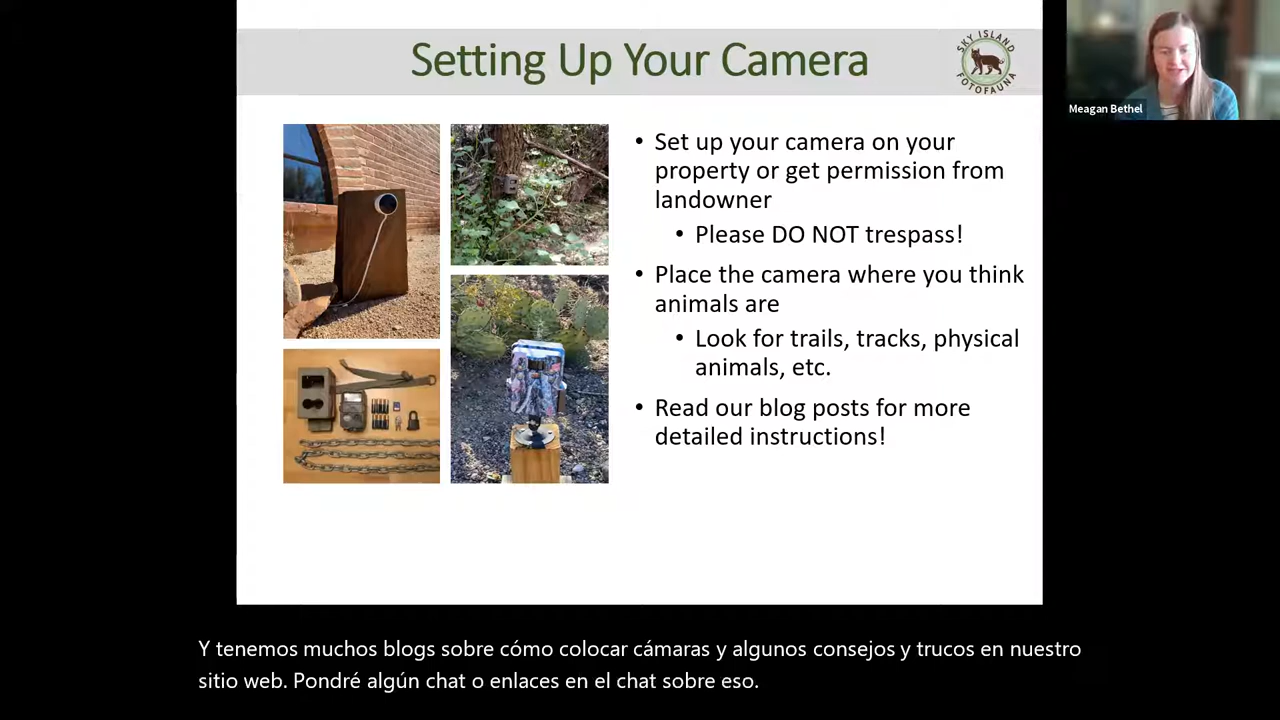 Setting Up Your Camera
SKY ISLAND
FOTOFAUNA
Meagan Bethel
• Set up your camera on your
property or get permission from
landowner
• Please DO NOT trespass!
• Place the camera where you think
animals are
• Look for trails, tracks, physical
animals, etc.
• Read our blog posts for more
detailed instructions!
Y tenemos muchos blogs sobre cómo colocar cámaras y algunos consejos y trucos en nuestro
sitio web. Pondré algún chat o enlaces en el chat sobre eso.